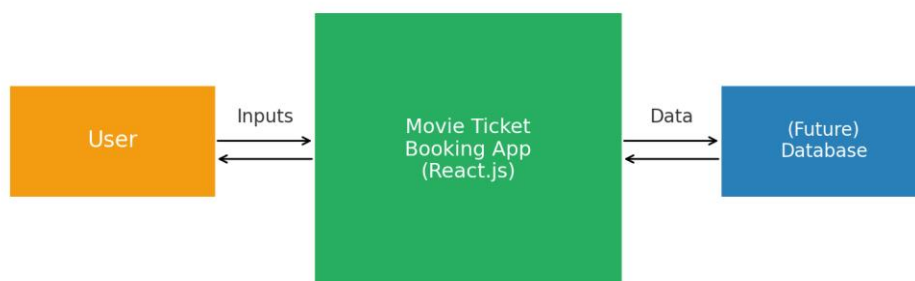 User
Inputs
Movie Ticket
Booking App
(React.js)
Data
(Future)
Database